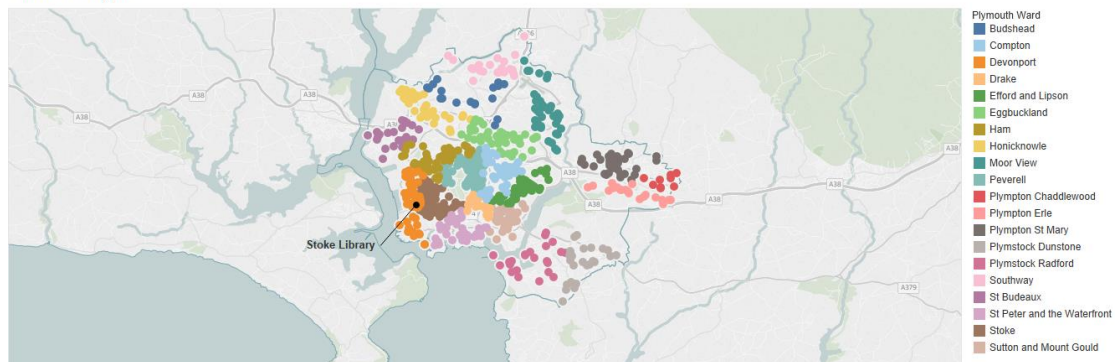 Plymouth Ward
Budshead
Compton
Devonport
Drake
Efford and Lipson
Eggbuckland
Ham
Honicknowle
Moor View
Peverell
Plympton Chaddlewood
Plympton Erle
Plympton St Mary
Plymstock Dunstone
Plymstock Radford
Southway
St Budeaux
St Peter and the Waterfront
Stoke
Sutton and Mount Gould
A38
A38
A38
A38
A38
A38
A38
A379
Stoke Library